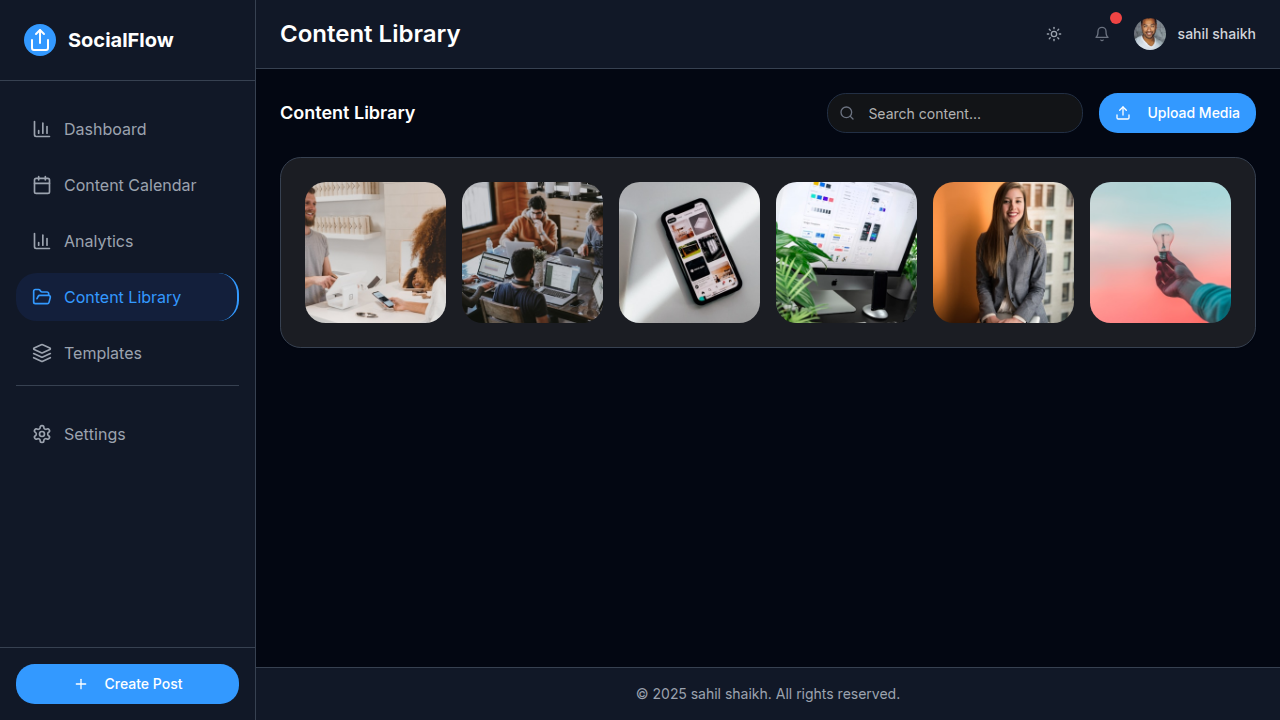 SocialFlow
Dashboard
Content Calendar
Analytics
Content Library
Templates
Settings
Create Post
Content Library
sahil shaikh
Content Library
Search content...
Upload Media
© 2025 sahil shaikh. All rights reserved.